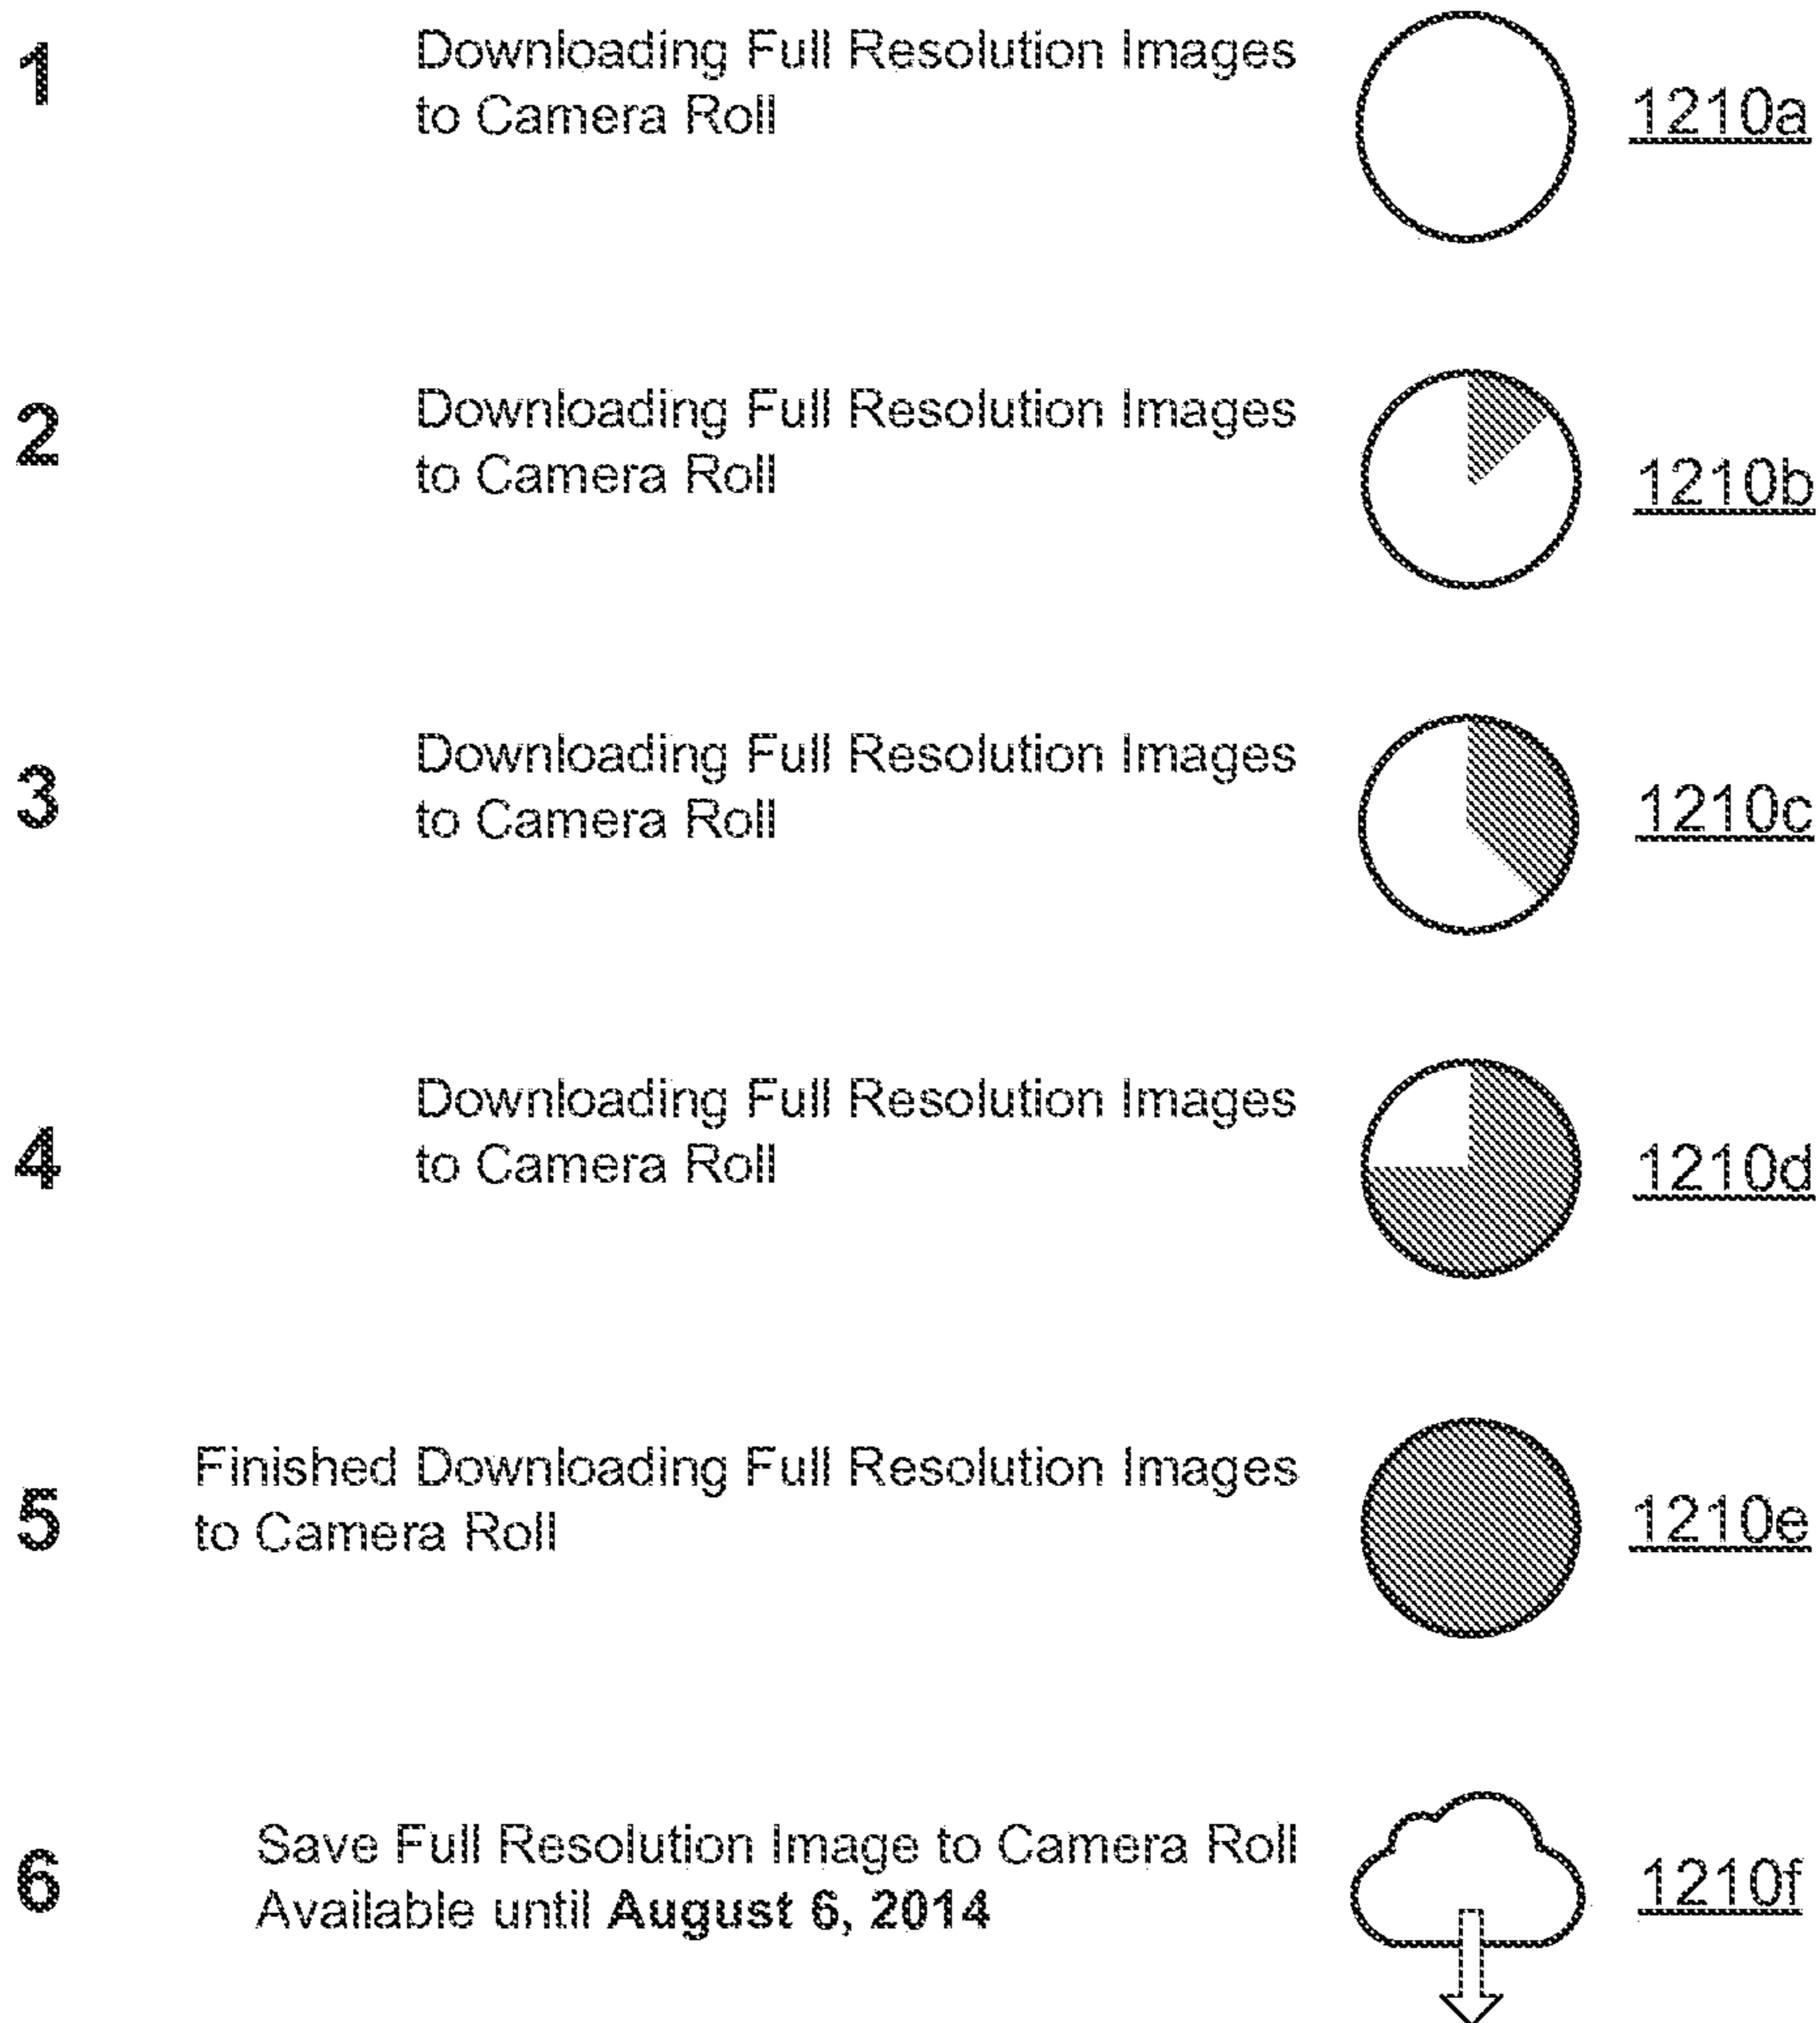 1
Downloading Full Resolution Images
to Camera Roll
1210a
2
Downloading Full Resolution Images
to Camera Roll
1210b
3
Downloading Full Resolution Images
to Camera Roll
1210c
4
Downloading Full Resolution Images
to Camera Roll
1210d
5
Finished Downloading Full Resolution Images
to Camera Roll
1210e
6
Save Full Resolution Image to Camera Roll
Available until August 6, 2014
1210f